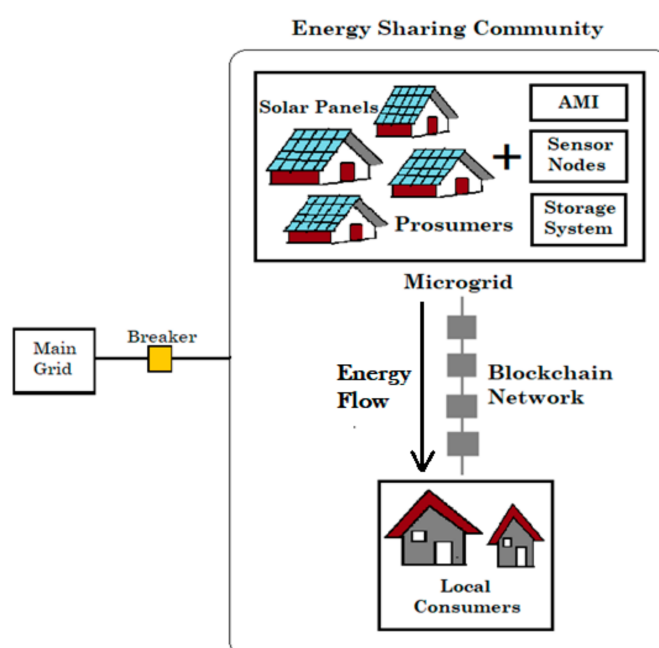 Energy Sharing Community
Solar Panels
AMI
Sensor
Nodes
Storage
System
Prosumers
Microgrid
Breaker
Main
Grid
Energy
Flow
Blockchain
Network
Local
Consumers